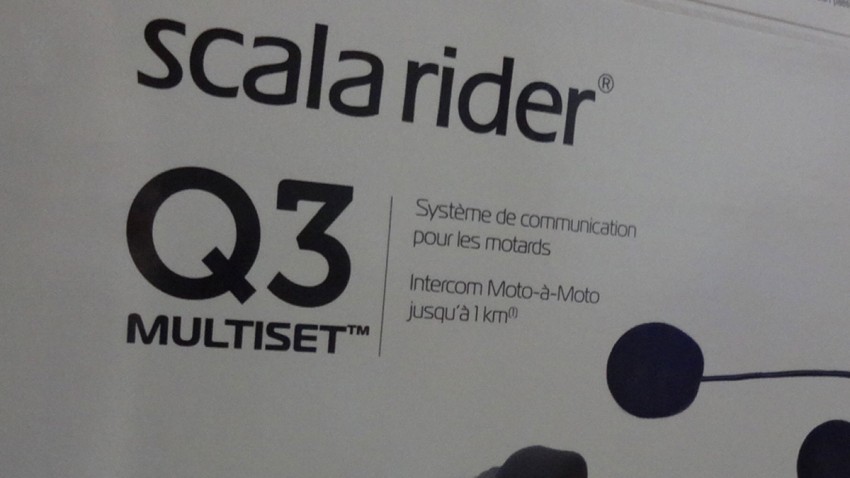 scala rider®
Q3
MULTISET™
Système de communication
pour les motards
Intercom Moto-à-Moto
jusqu'à 1 km(1)